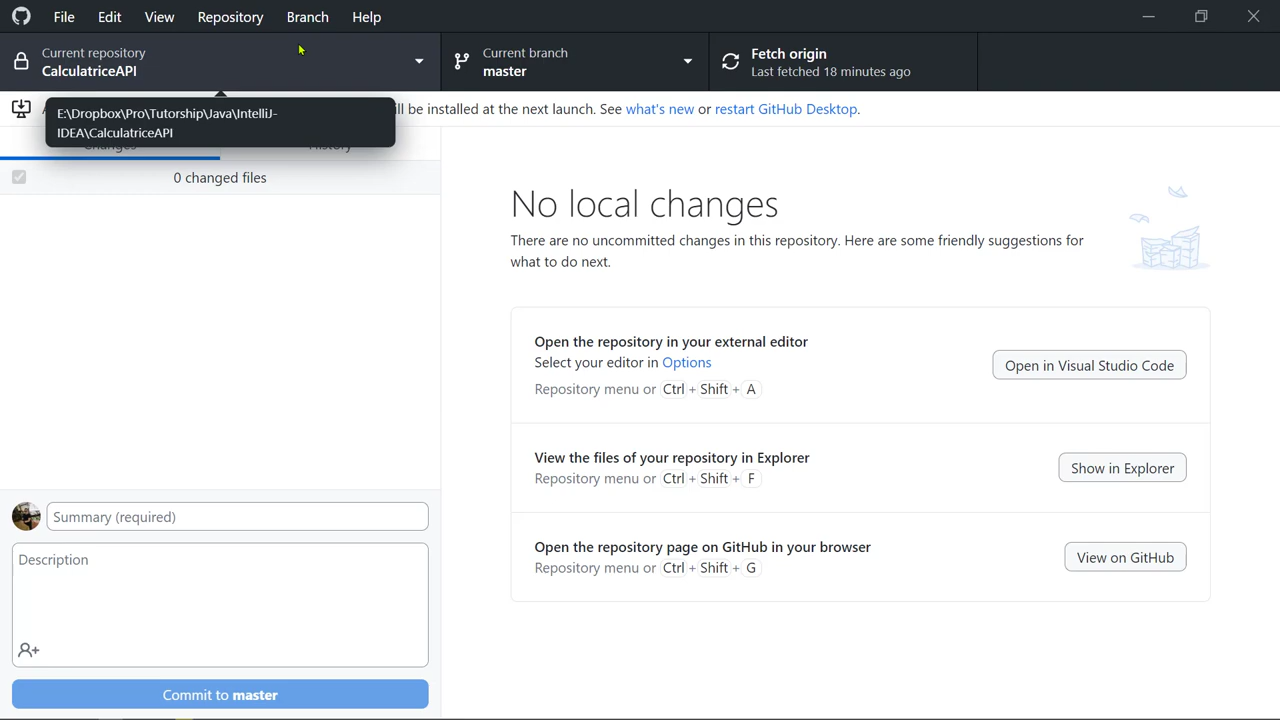 File Edit View Repository Branch Help
Current repository
CalculatriceAPI
Current branch
master
Fetch origin
Last fetched 18 minutes ago
E:\Dropbox\Pro\Tutorship\Java\IntelliJ-
IDEA\CalculatriceAPI
be installed at the next launch. See what's new or restart GitHub Desktop.
Changes History
0 changed files
No local changes
There are no uncommitted changes in this repository. Here are some friendly suggestions for
what to do next.
Open the repository in your external editor
Select your editor in Options
Repository menu or Ctrl + Shift + A
Open in Visual Studio Code
View the files of your repository in Explorer
Repository menu or Ctrl + Shift + F
Show in Explorer
Open the repository page on GitHub in your browser
Repository menu or Ctrl + Shift + G
View on GitHub
Summary (required)
Description
Commit to master